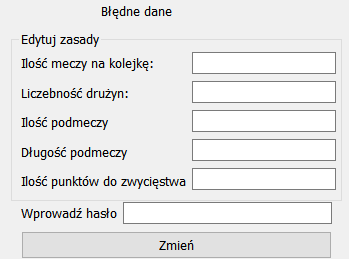 Błędne dane
Edytuj zasady
Ilość meczy na kolejkę:
Liczebność drużyn:
Ilość podmeczy
Długość podmeczy
Ilość punktów do zwycięstwa
Wprowadź hasło
Zmień